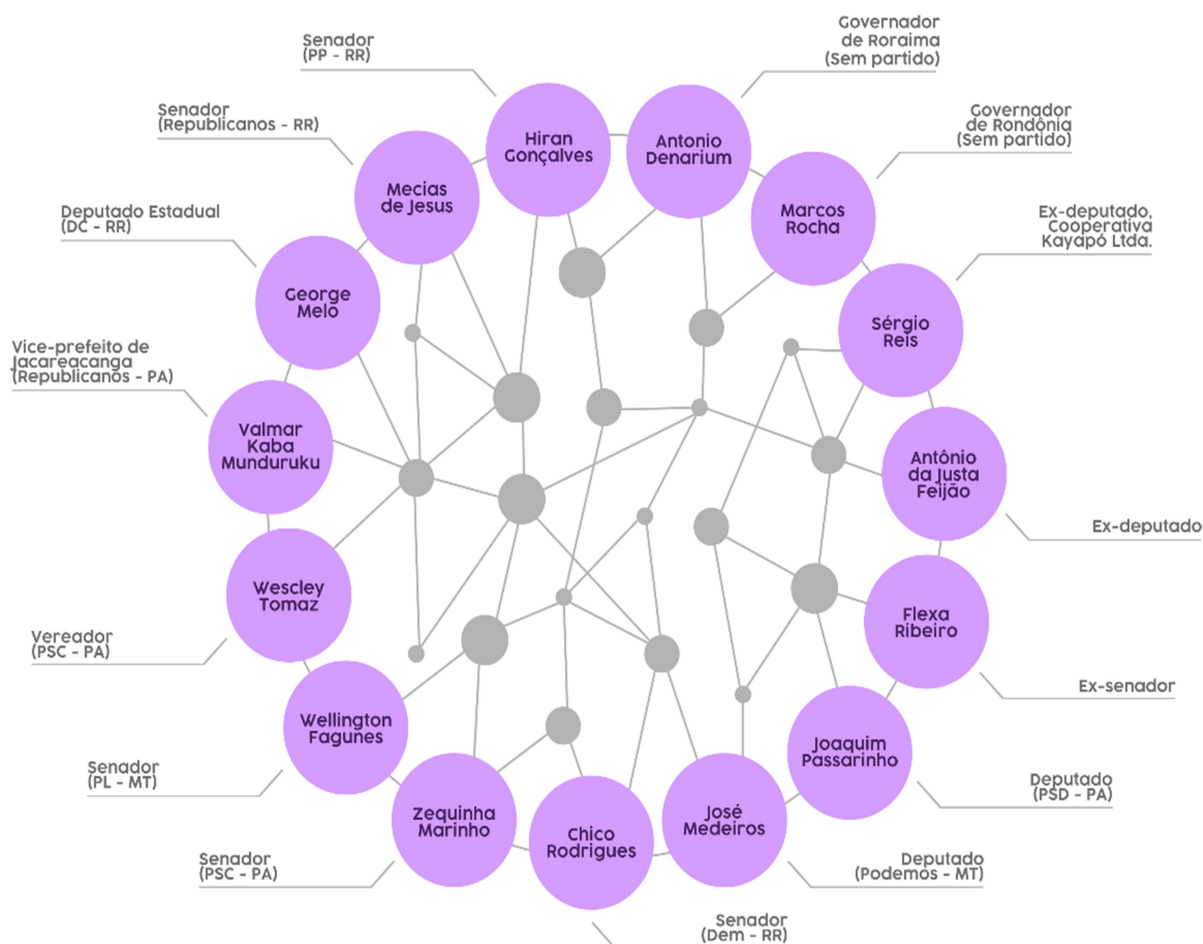 Governador
de Roraima
(Sem partido)
Senador
(PP - RR)
Hiran
Gonçalves
Antonio
Denarium
Governador
de Rondônia
(Sem partido)
Senador
(Republicanos - RR)
Mecias
de Jesus
Marcos
Rocha
Deputado Estadual
(DC - RR)
Ex-deputado,
Cooperativa
Kayapó Ltda.
George
Melo
Sérgio
Reis
Vice-prefeito de
Jacareacanga
(Republicanos - PA)
Valmar
Kaba
Munduruku
Antônio
da Justa
Feijão
Ex-deputado
Wescley
Tomaz
Flexa
Ribeiro
Vereador
(PSC - PA)
Ex-senador
Wellington
Fagunes
Joaquim
Passarinho
Senador
(PL - MT)
Deputado
(PSD - PA)
Zequinha
Marinho
Chico
Rodrigues
José
Medeiros
Senador
(PSC - PA)
Deputado
(Podemos - MT)
Senador
(Dem - RR)